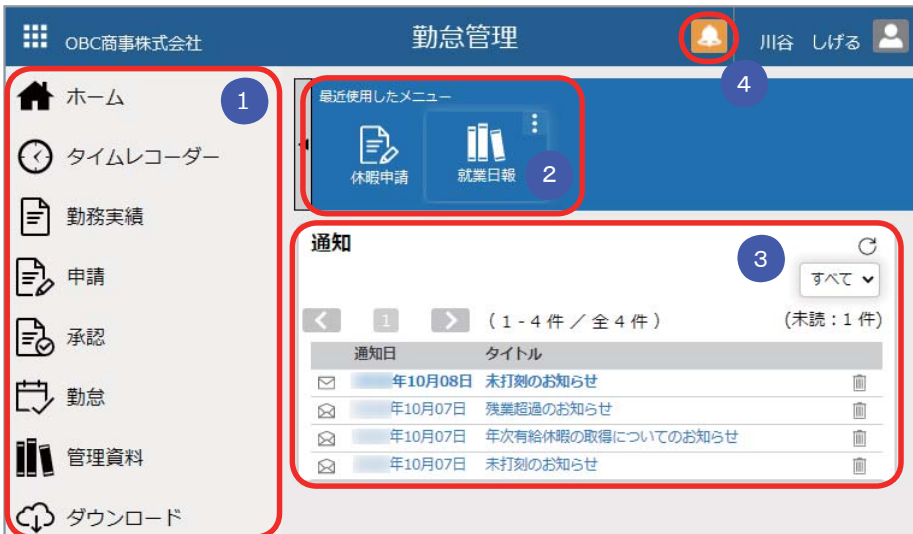 OBC商事株式会社
勤怠管理
川谷 しげる
4
ホーム
1
タイムレコーダー
勤務実績
申請
承認
勤怠
管理資料
ダウンロード
最近使用したメニュー
休暇申請
就業日報
2
通知
3
すべて
1
(1-4件/全4件)
(未読:1件)
通知日 タイトル
年10月08日 未打刻のお知らせ
年10月07日 残業超過のお知らせ
年10月07日 年次有給休暇の取得についてのお知らせ
年10月07日 未打刻のお知らせ